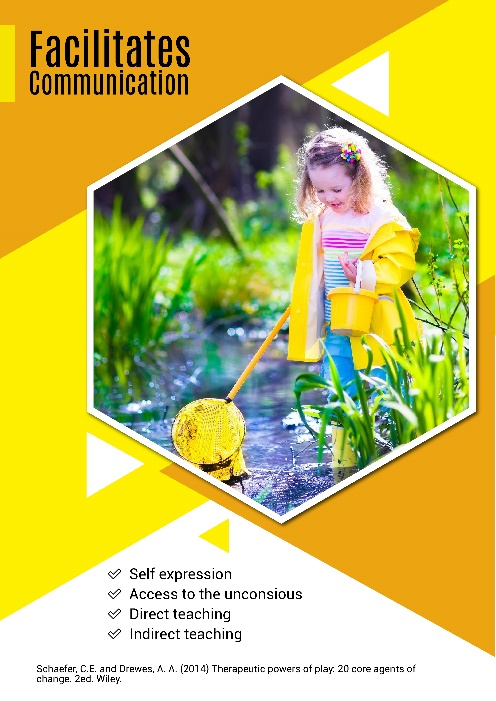 Facilitates
Communication
Self expression
Access to the unconsious
Direct teaching
Indirect teaching
Schaefer, C.E. and Drewes, A. A. (2014) Therapeutic powers of play: 20 core agents of
change. 2ed. Wiley.